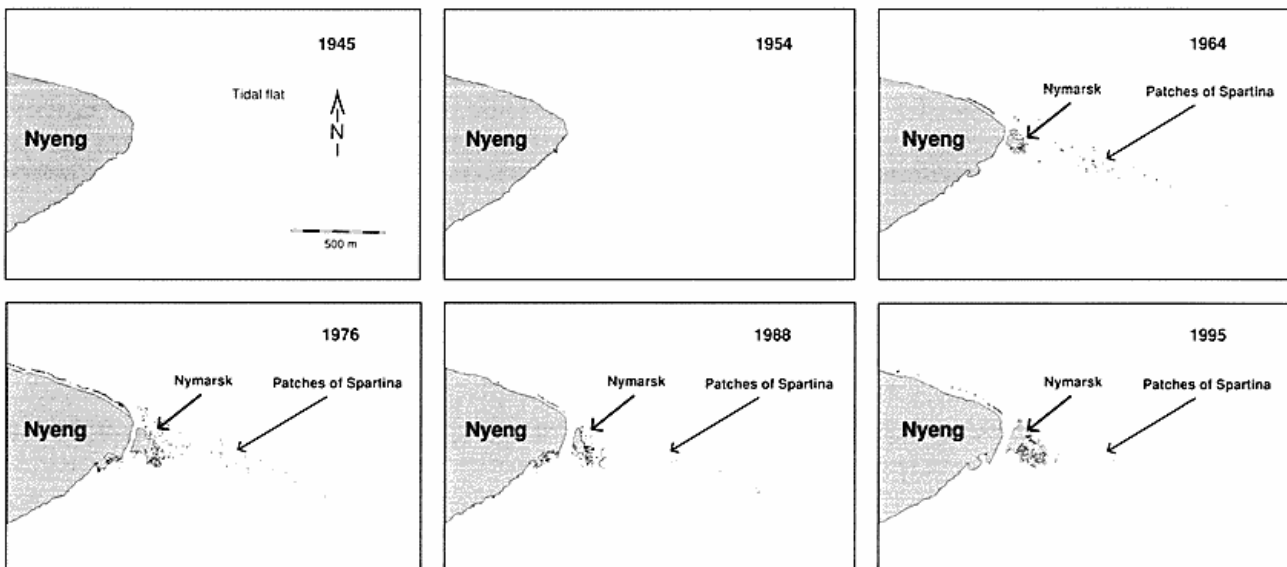 1945
Tidal flat
N
Nyeng
500 m
1954
Nyeng
1964
Nymarsk
Patches of Spartina
Nyeng
1976
Nymarsk
Patches of Spartina
Nyeng
1988
Nymarsk
Patches of Spartina
Nyeng
1995
Nymarsk
Patches of Spartina
Nyeng